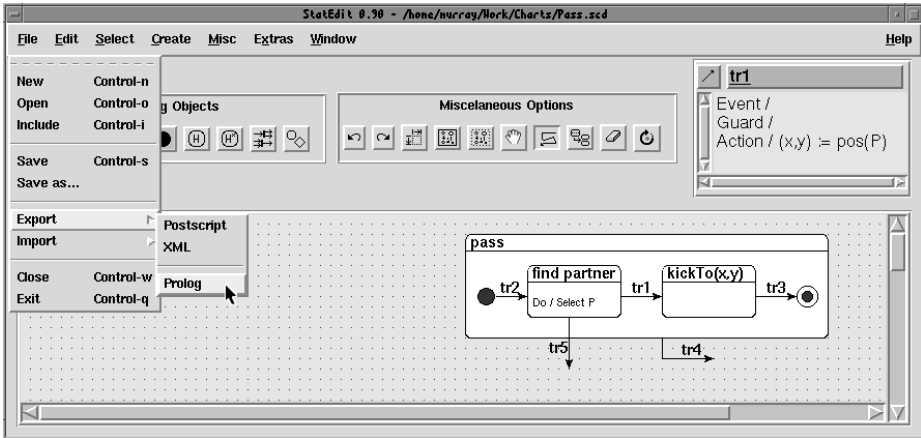 StatEdit 0.90 - /home/murray/Work/Charts/Pass.scd
File Edit Select Create Misc Extras Window Help
New Control-n
Open Control-o
Include Control-i
Save Control-s
Save as...
Export
Import
Close Control-w
Exit Control-q
Postscript
XML
Prolog
g Objects
H H*
Miscelaneous Options
tr1
Event /
Guard /
Action / (x,y) := pos(P)
pass
find partner
Do / Select P
kickTo(x,y)
tr2
tr1
tr3
tr5
tr4